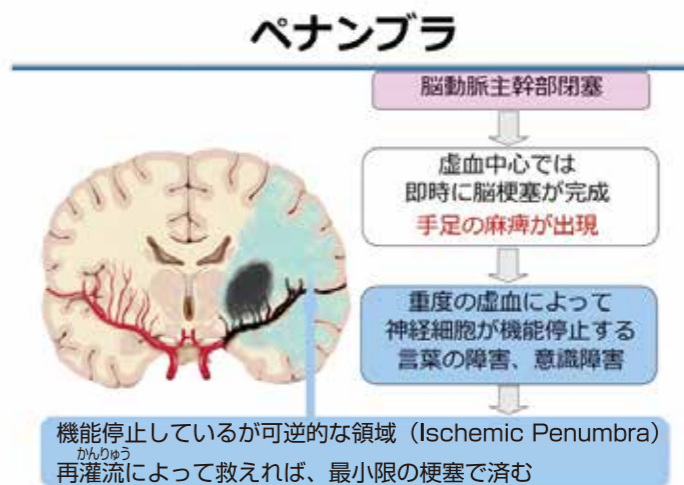 ペナンブラ
脳動脈主幹部閉塞
虚血中心では
即時に脳梗塞が完成
手足の麻痺が出現
重度の虚血によって
神経細胞が機能停止する
言葉の障害、意識障害
機能停止しているが可逆的な領域（Ischemic Penumbra）
かんりゅう
再灌流によって救えれば、最小限の梗塞で済む